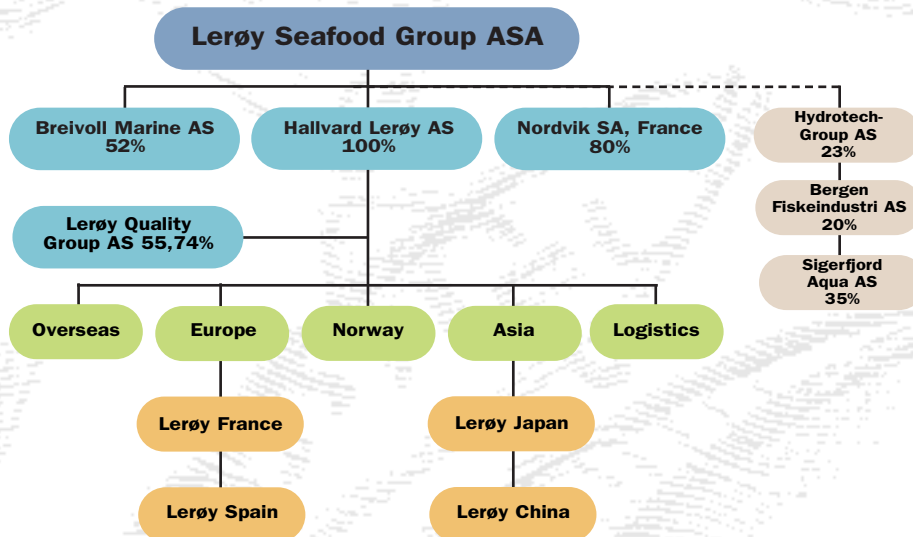 Lerøy Seafood Group ASA
Breivoll Marine AS
52%
Hallvard Lerøy AS
100%
Nordvik SA, France
80%
Hydrotech-
Group AS
23%
Bergen
Fiskeindustri AS
20%
Lerøy Quality
Group AS 55,74%
Sigerfjord
Aqua AS
35%
Overseas
Europe
Norway
Asia
Logistics
Lerøy France
Lerøy Japan
Lerøy Spain
Lerøy China